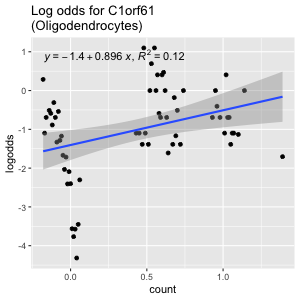 Log odds for C1orf61
(Oligodendrocytes)
y = −1.4 + 0.896 x, R² = 0.12
1
0
-1
-2
-3
-4
logodds
0.0 0.5 1.0
count